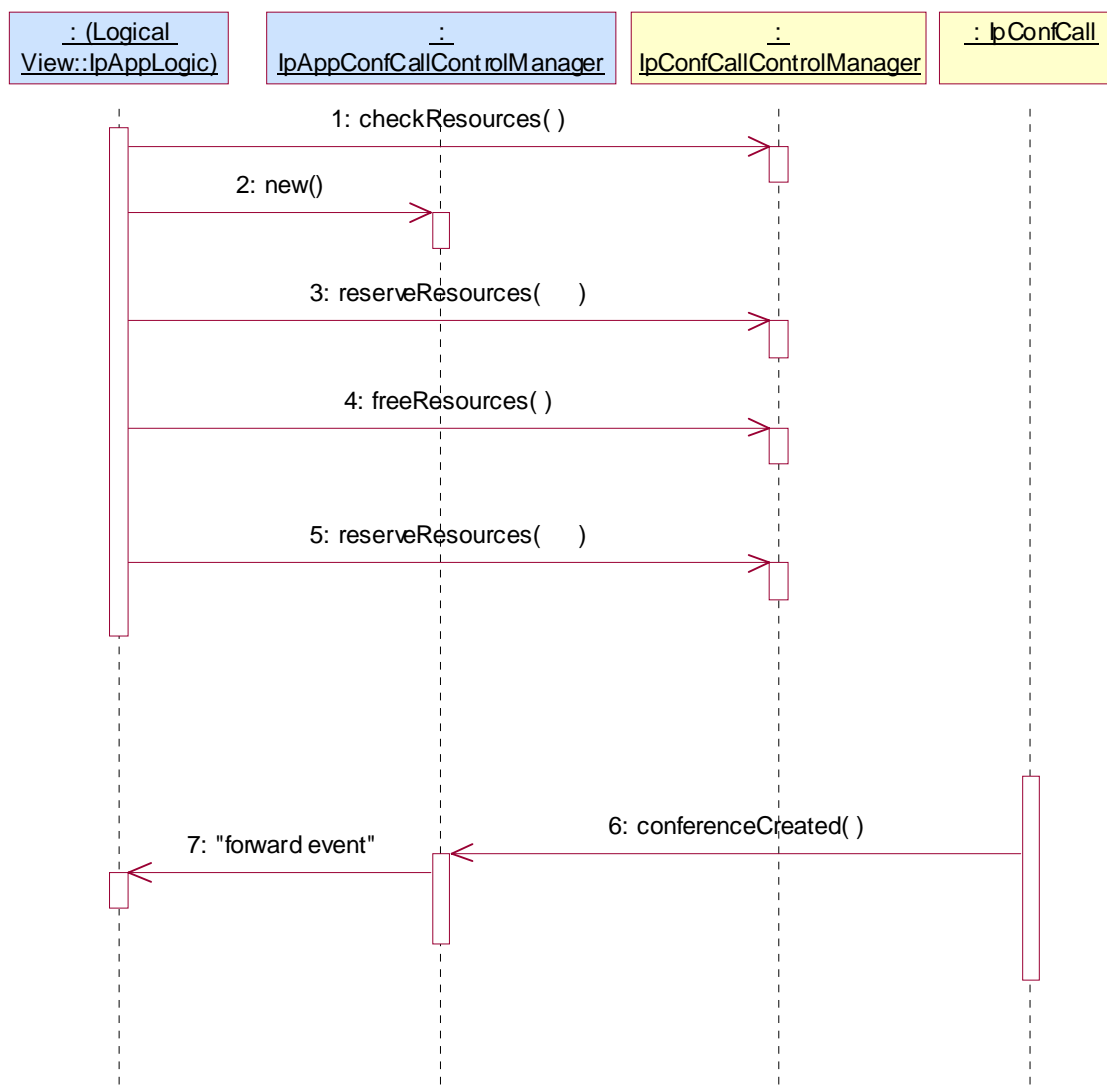 : (Logical
View::IpAppLogic)
:
IpAppConfCallControlManager
:
IpConfCallControlManager
: IpConfCall
1: checkResources( )
2: new()
3: reserveResources( )
4: freeResources( )
5: reserveResources( )
6: conferenceCreated( )
7: "forward event"